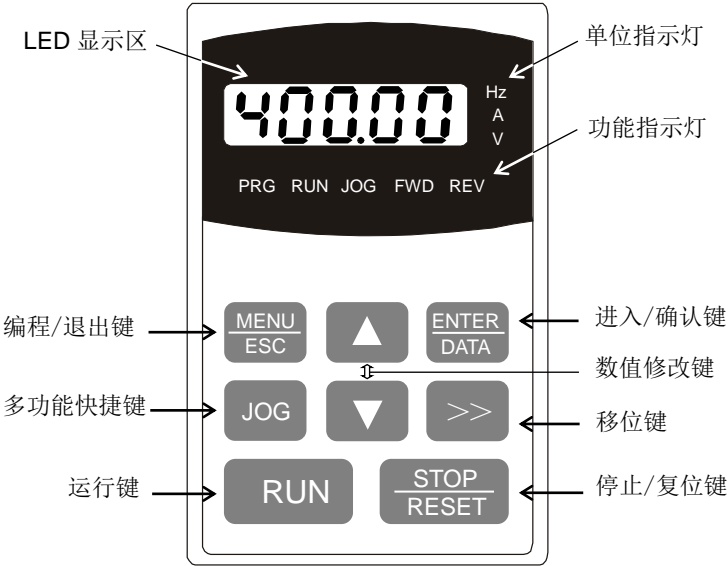 LED 显示区
单位指示灯
400.00
Hz
A
V
功能指示灯
PRG RUN JOG FWD REV
编程/退出键
MENU
ESC
▲
ENTER
DATA
进入/确认键
数值修改键
多功能快捷键
JOG
▼
>>
移位键
运行键
RUN
STOP
RESET
停止/复位键